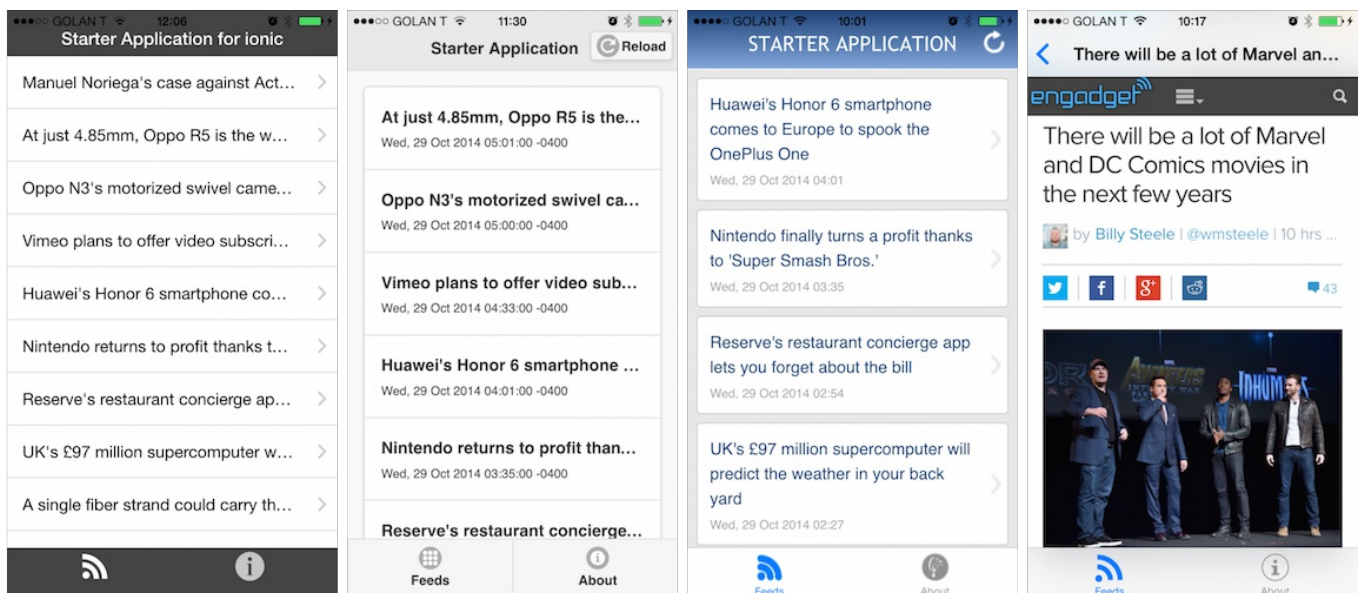 GOLAN T 12:06
Starter Application for ionic
Manuel Noriega's case against Act...
At just 4.85mm, Oppo R5 is the w...
Oppo N3's motorized swivel came...
Vimeo plans to offer video subscri...
Huawei's Honor 6 smartphone co...
Nintendo returns to profit thanks t...
Reserve's restaurant concierge ap...
UK's £97 million supercomputer w...
A single fiber strand could carry th...
GOLAN T 11:30
Starter Application
Reload
At just 4.85mm, Oppo R5 is the...
Wed, 29 Oct 2014 05:01:00 -0400
Oppo N3's motorized swivel ca...
Wed, 29 Oct 2014 05:00:00 -0400
Vimeo plans to offer video sub...
Wed, 29 Oct 2014 04:33:00 -0400
Huawei's Honor 6 smartphone ...
Wed, 29 Oct 2014 04:01:00 -0400
Nintendo returns to profit than...
Wed, 29 Oct 2014 03:35:00 -0400
Reserve's restaurant concierge...
Feeds
About
GOLAN T 10:01
STARTER APPLICATION
Huawei's Honor 6 smartphone
comes to Europe to spook the
OnePlus One
Wed, 29 Oct 2014 04:01
Nintendo finally turns a profit thanks
to 'Super Smash Bros.'
Wed, 29 Oct 2014 03:35
Reserve's restaurant concierge app
lets you forget about the bill
Wed, 29 Oct 2014 02:54
UK's £97 million supercomputer will
predict the weather in your back
yard
Wed, 29 Oct 2014 02:27
Feeds
About
GOLAN T 10:17
There will be a lot of Marvel an...
engadget
There will be a lot of Marvel
and DC Comics movies in
the next few years
by Billy Steele | @wmsteele | 10 hrs ...
43
AVENGERS
INHUMANS
Feeds
About